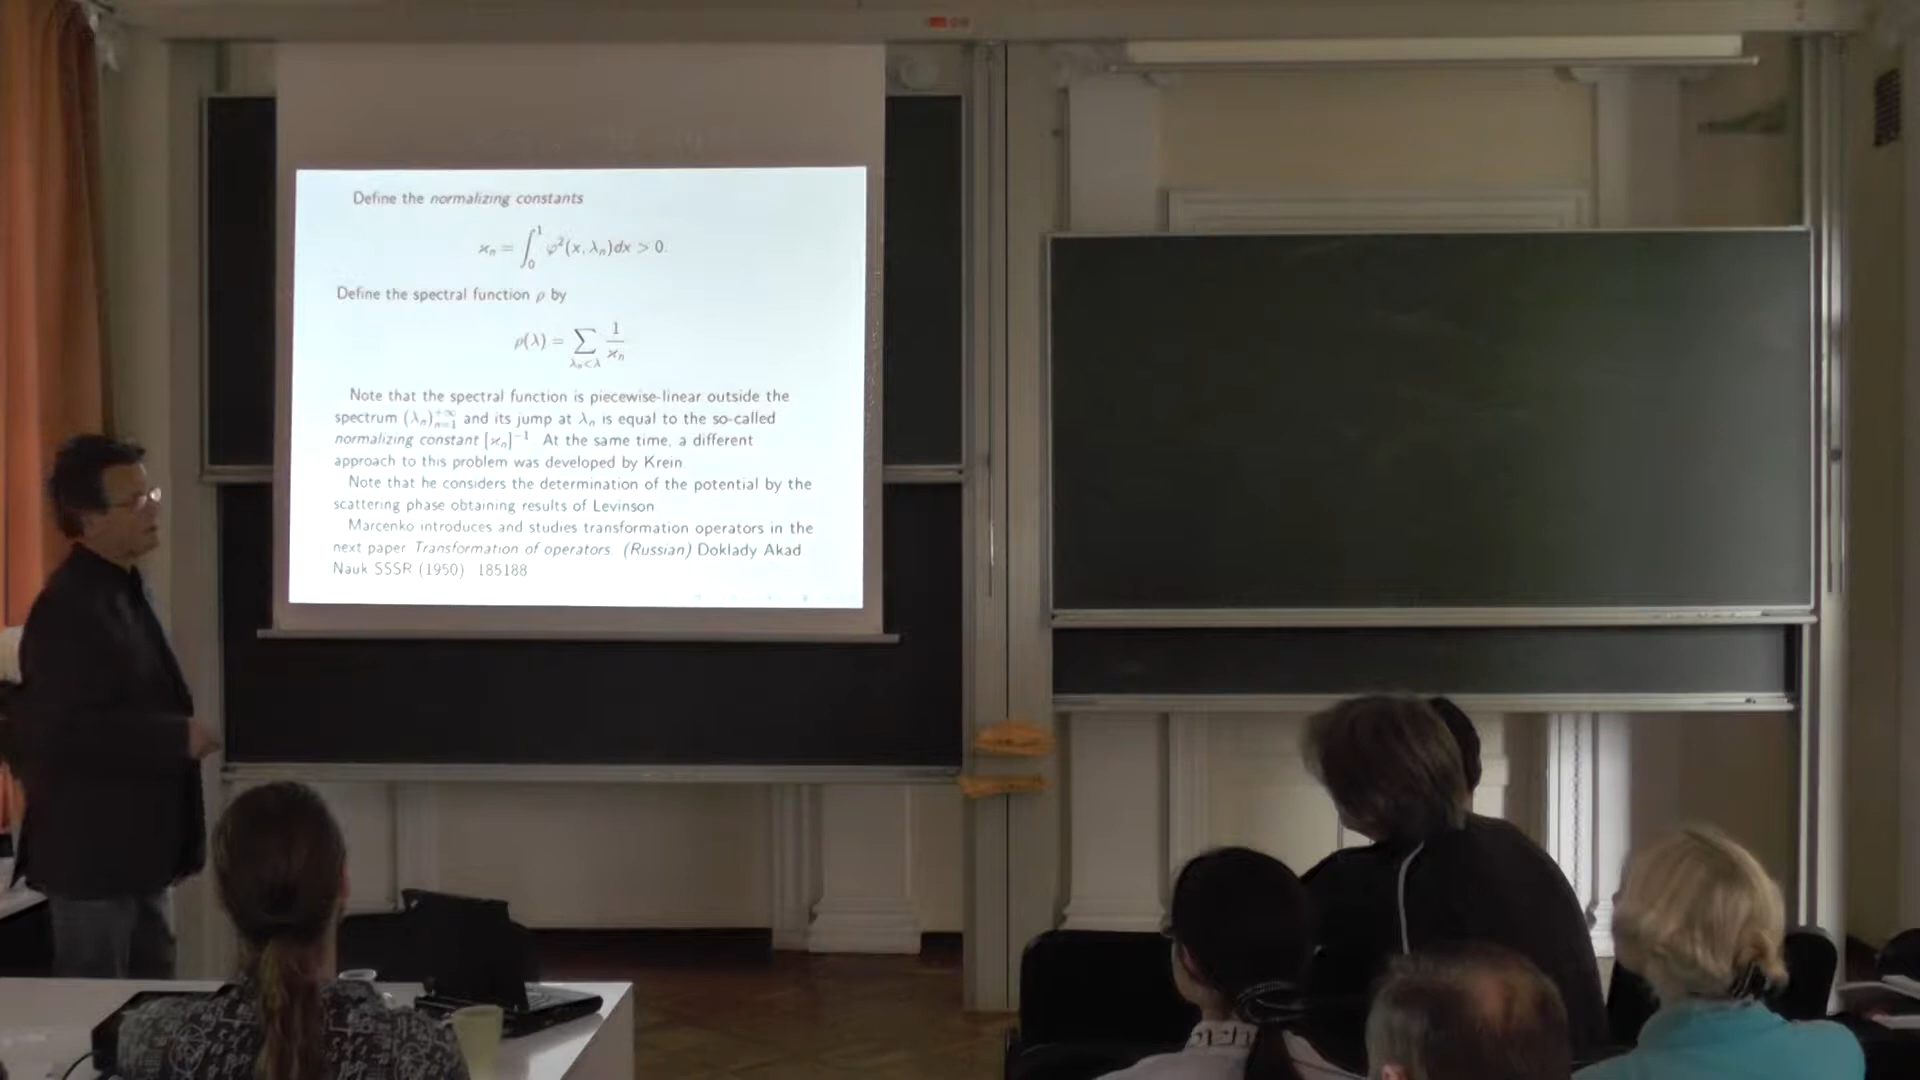 Define the normalizing constants
ϰₙ = ∫₀¹ φ²(x, λₙ)dx > 0.
Define the spectral function ρ by
ρ(λ) = ∑_{λₙ<λ} 1/ϰₙ
Note that the spectral function is piecewise-linear outside the
spectrum (λₙ)_{n=1}^{+∞} and its jump at λₙ is equal to the so-called
normalizing constant [ϰₙ]⁻¹. At the same time, a different
approach to this problem was developed by Krein.
Note that he considers the determination of the potential by the
scattering phase obtaining results of Levinson
Marcenko introduces and studies transformation operators in the
next paper Transformation of operators. (Russian) Doklady Akad.
Nauk SSSR (1950) 185188